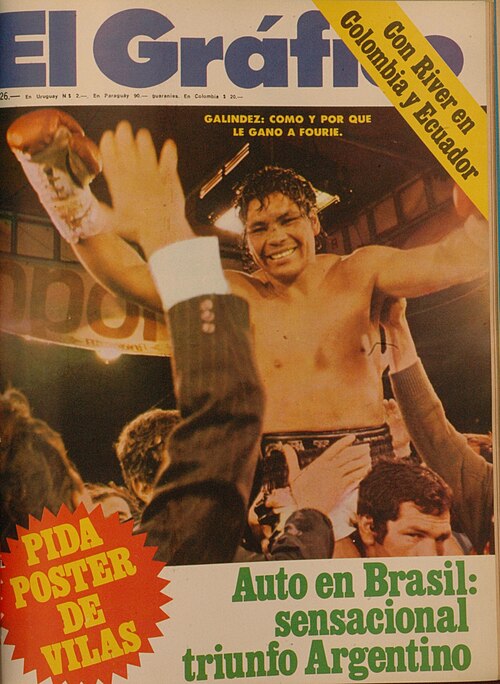 El Gráfico
26.— En Uruguay N$ 2.—. En Paraguay 90.— guaraníes. En Colombia $ 20.—
Con River en
Colombia y Ecuador
GALINDEZ: COMO Y POR QUE
LE GANO A FOURIE.
PIDA
POSTER
DE
VILAS
Auto en Brasil:
sensacional
triunfo Argentino